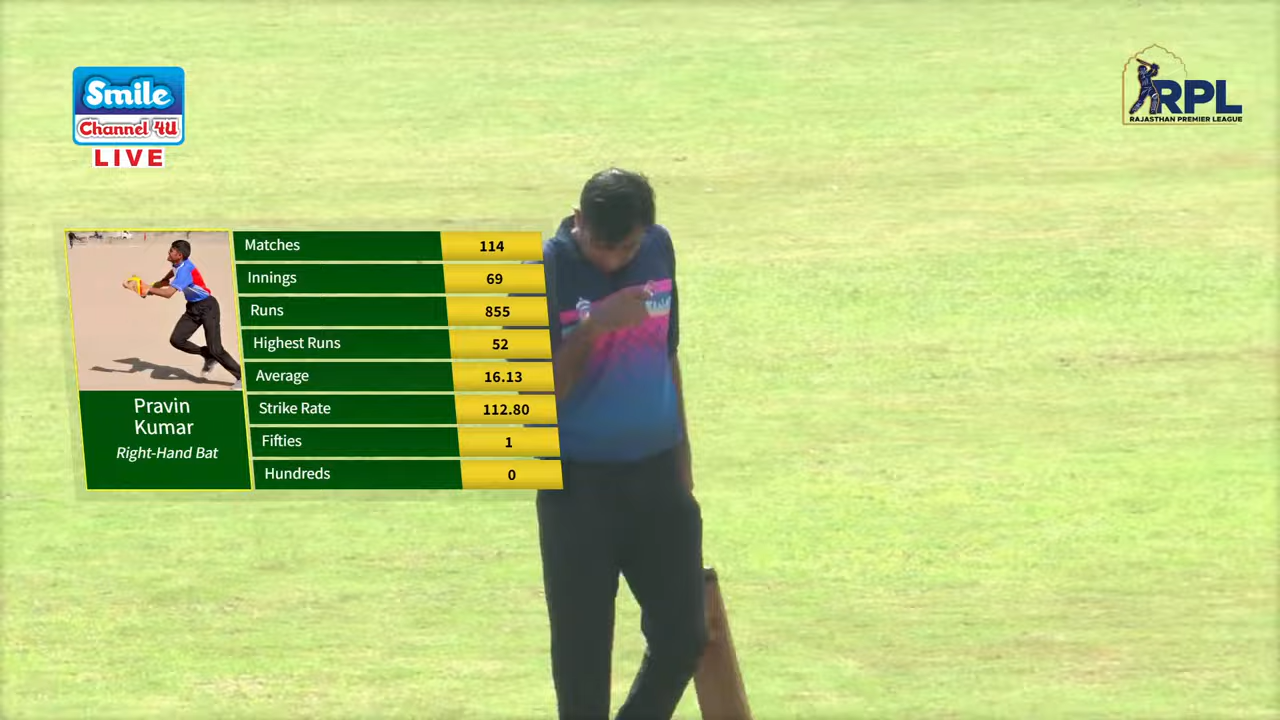 Smile
Channel 4U
LIVE
RPL
RAJASTHAN PREMIER LEAGUE
Matches 114
Innings 69
Runs 855
Highest Runs 52
Average 16.13
Strike Rate 112.80
Fifties 1
Hundreds 0
Pravin
Kumar
Right-Hand Bat